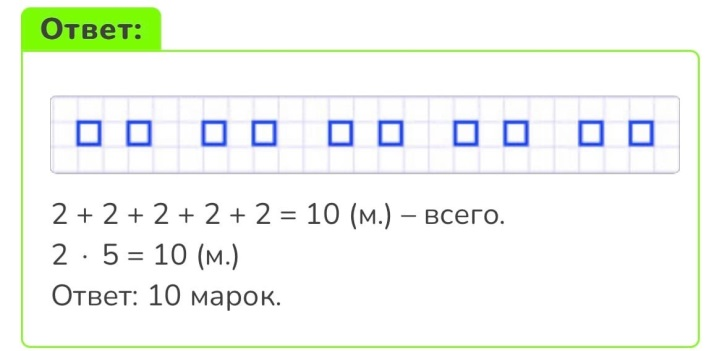 Ответ:
2 + 2 + 2 + 2 + 2 = 10 (м.) – всего.
2 · 5 = 10 (м.)
Ответ: 10 марок.